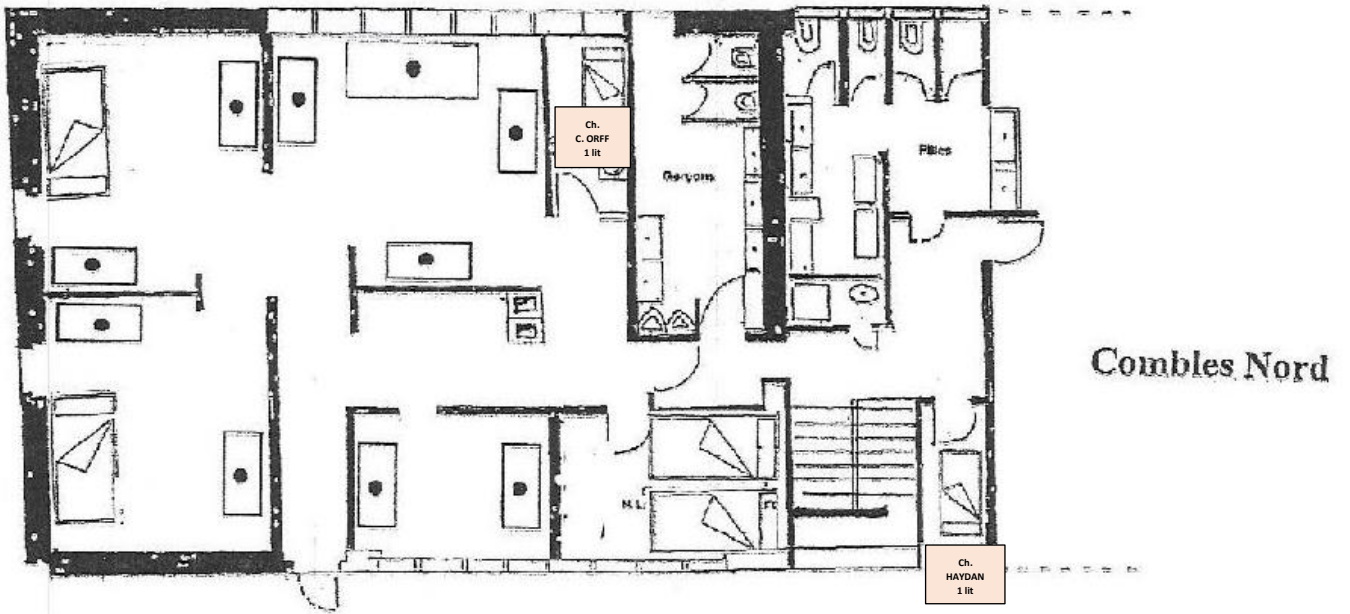 Ch.
C. ORFF
1 lit
Garçons
Filles
Combles Nord
N.L.
Ch.
HAYDAN
1 lit